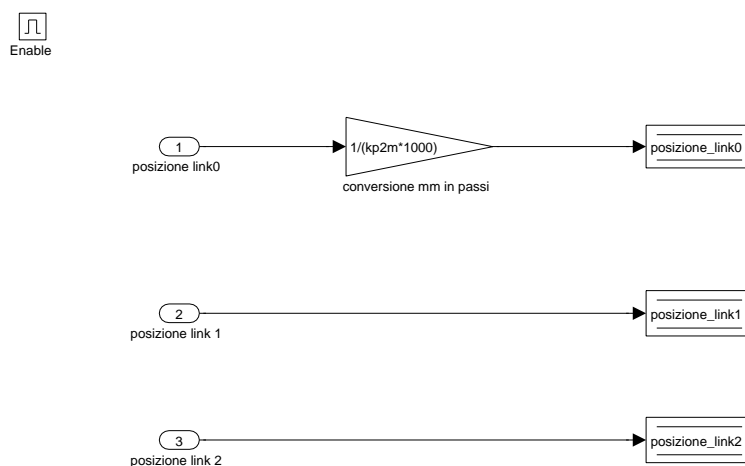 Enable
1
1/(kp2m*1000)
posizione_link0
posizione link0
conversione mm in passi
2
posizione_link1
posizione link 1
3
posizione_link2
posizione link 2